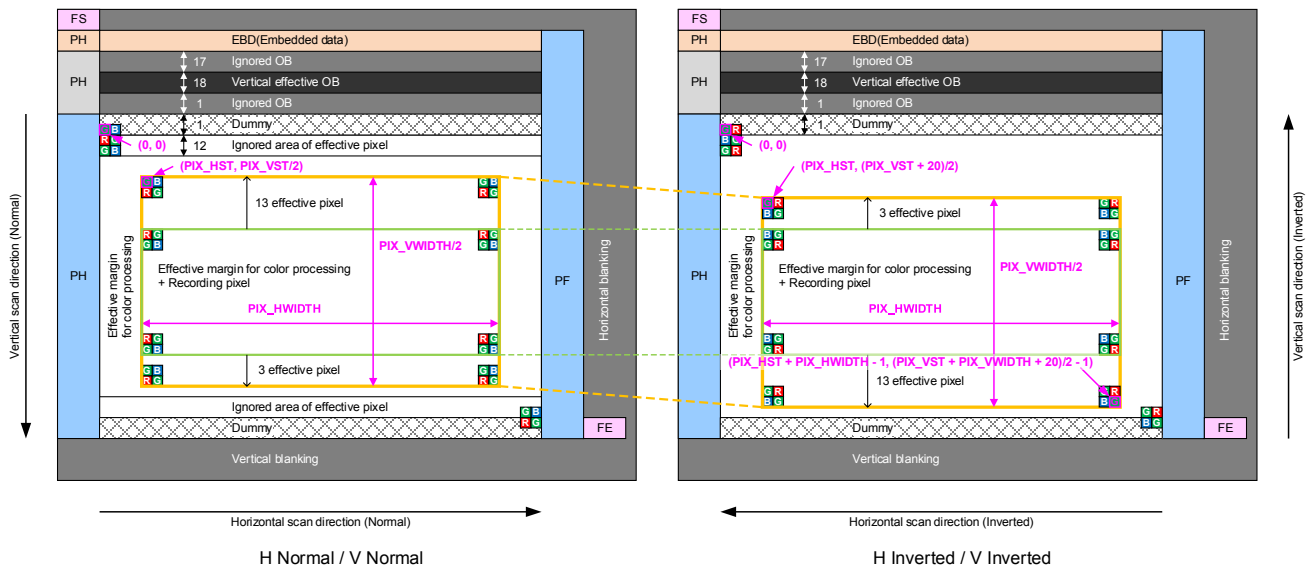 FS
PH
EBD(Embedded data)
17
Ignored OB
PH
18
Vertical effective OB
1
Ignored OB
1
Dummy
B
R G
(0, 0)
12
Ignored area of effective pixel
G B
(PIX_HST, PIX_VST/2)
B
R G
G B
R G
13 effective pixel
R G
G B
R G
G B
PIX_VWIDTH/2
Vertical scan direction (Normal)
PH
Effective margin
for color processing
Effective margin for color processing
+ Recording pixel
PIX_HWIDTH
PF
Horizontal blanking
R G
G B
R G
G B
3 effective pixel
G B
R G
G B
R G
Ignored area of effective pixel
G B
R G
Dummy
FE
Vertical blanking
Horizontal scan direction (Normal)
H Normal / V Normal
FS
PH
EBD(Embedded data)
17
Ignored OB
PH
18
Vertical effective OB
1
Ignored OB
1
Dummy
R
B G
(0, 0)
G R
(PIX_HST, (PIX_VST + 20)/2)
R
B G
G R
B G
3 effective pixel
B G
G R
B G
G R
PIX_VWIDTH/2
PH
Effective margin
for color processing
Effective margin for color processing
+ Recording pixel
PIX_HWIDTH
PF
Horizontal blanking
Vertical scan direction (Inverted)
B G
G R
B G
G R
(PIX_HST + PIX_HWIDTH - 1, (PIX_VST + PIX_VWIDTH + 20)/2 - 1)
13 effective pixel
G R
B G
R
B
G R
B G
Dummy
FE
Vertical blanking
Horizontal scan direction (Inverted)
H Inverted / V Inverted